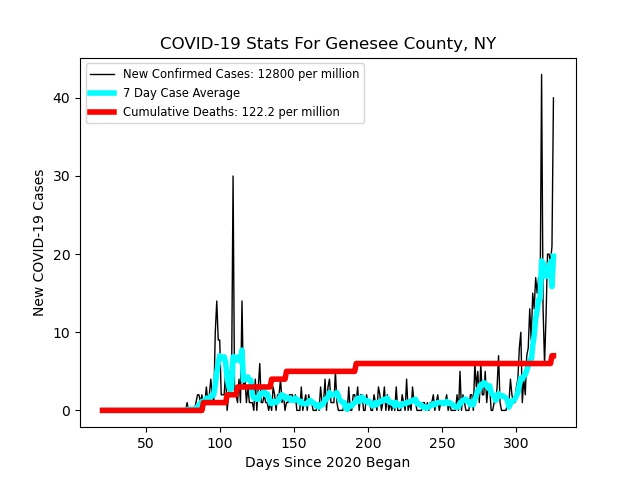 COVID-19 Stats For Genesee County, NY
New Confirmed Cases: 12800 per million
7 Day Case Average
Cumulative Deaths: 122.2 per million
New COVID-19 Cases
40
30
20
10
0
50 100 150 200 250 300
Days Since 2020 Began